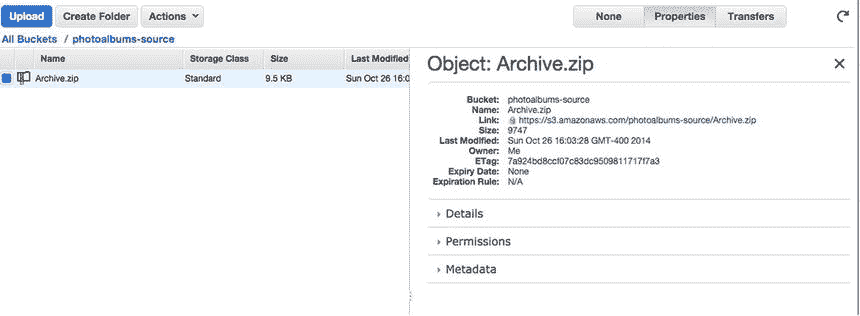 Upload Create Folder Actions None Properties Transfers
All Buckets / photoalbums-source
Name Storage Class Size Last Modified
Archive.zip Standard 9.5 KB Sun Oct 26 16:0
Object: Archive.zip
Bucket: photoalbums-source
Name: Archive.zip
Link: https://s3.amazonaws.com/photoalbums-source/Archive.zip
Size: 9747
Last Modified: Sun Oct 26 16:03:28 GMT-400 2014
Owner: Me
ETag: 7a924bd8ccf07c83dc9509811717f7a3
Expiry Date: None
Expiration Rule: N/A
Details
Permissions
Metadata